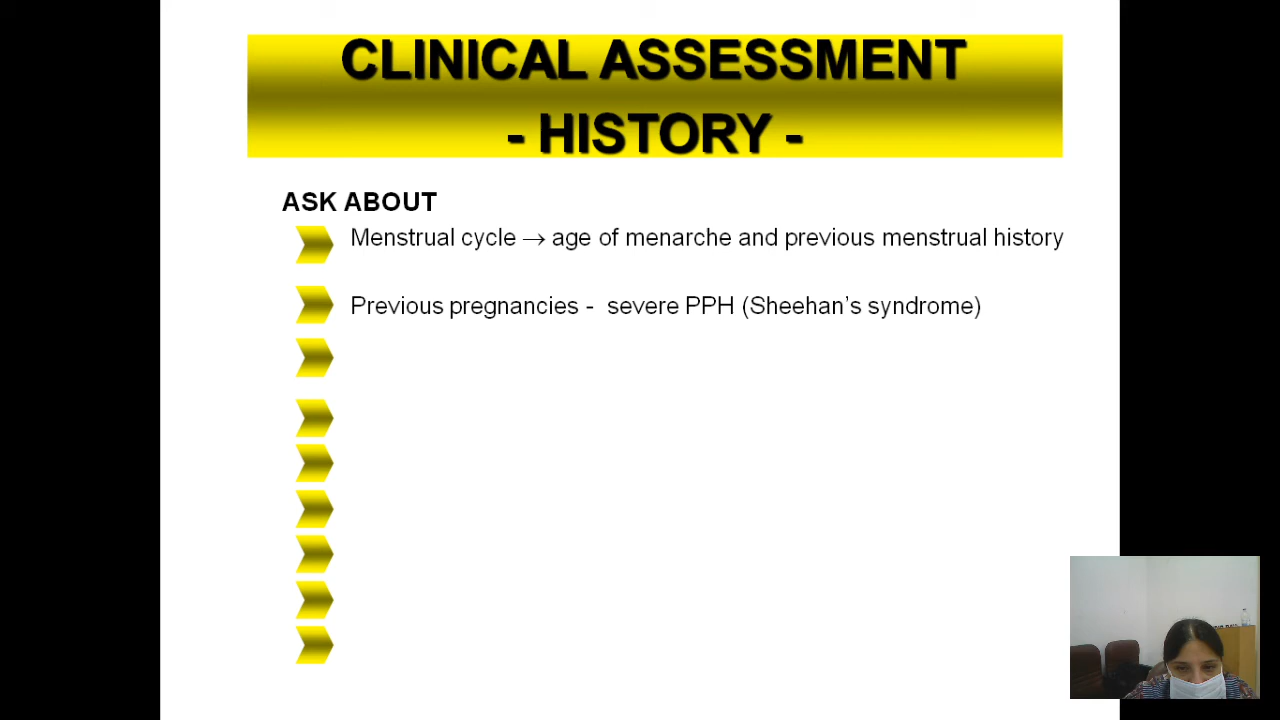 CLINICAL ASSESSMENT
- HISTORY -
ASK ABOUT
Menstrual cycle → age of menarche and previous menstrual history
Previous pregnancies - severe PPH (Sheehan’s syndrome)